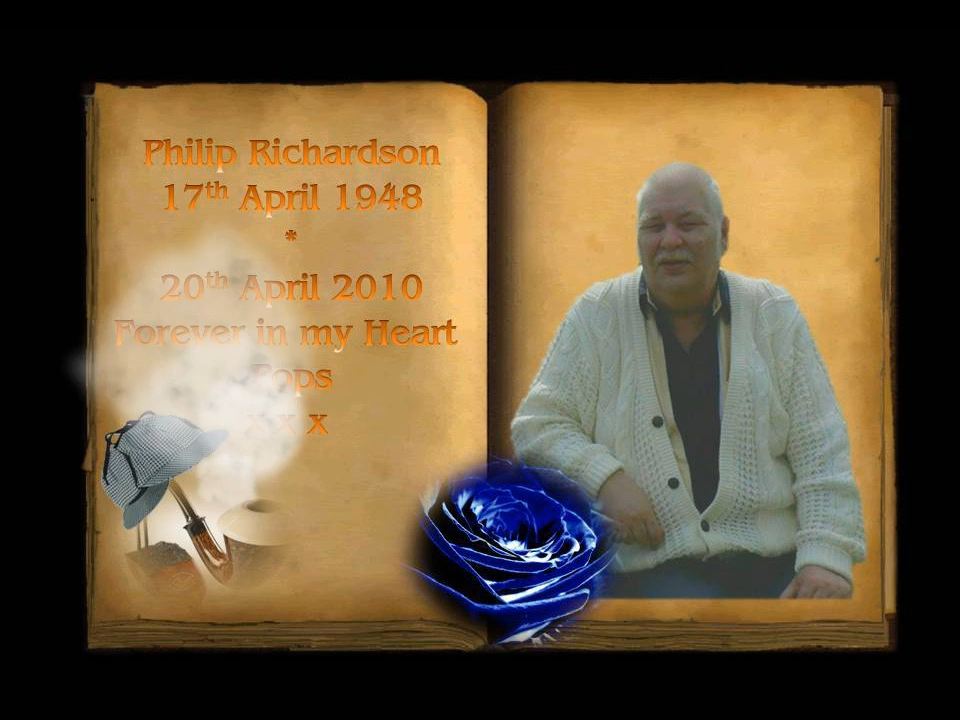 Philip Richardson
17th April 1948
*
20th April 2010
Forever in my Heart
Pops
x x x